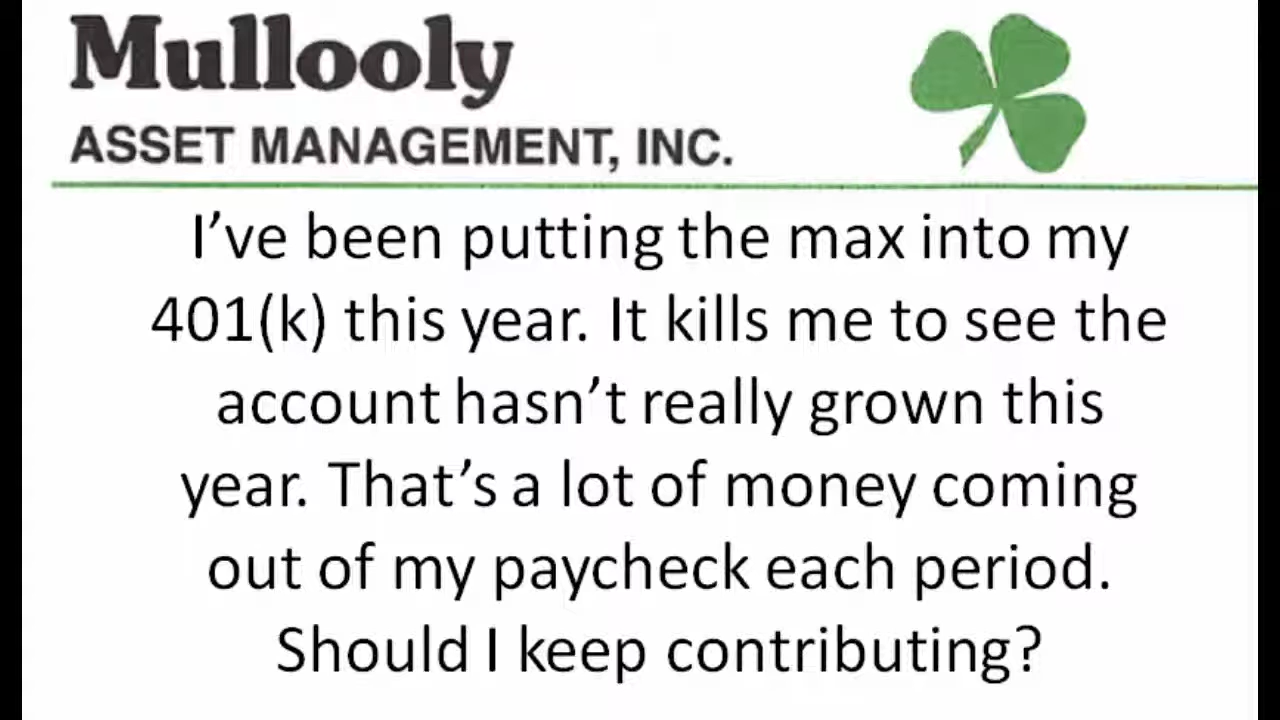 Mullooly
ASSET MANAGEMENT, INC.
I’ve been putting the max into my
401(k) this year. It kills me to see the
account hasn’t really grown this
year. That’s a lot of money coming
out of my paycheck each period.
Should I keep contributing?